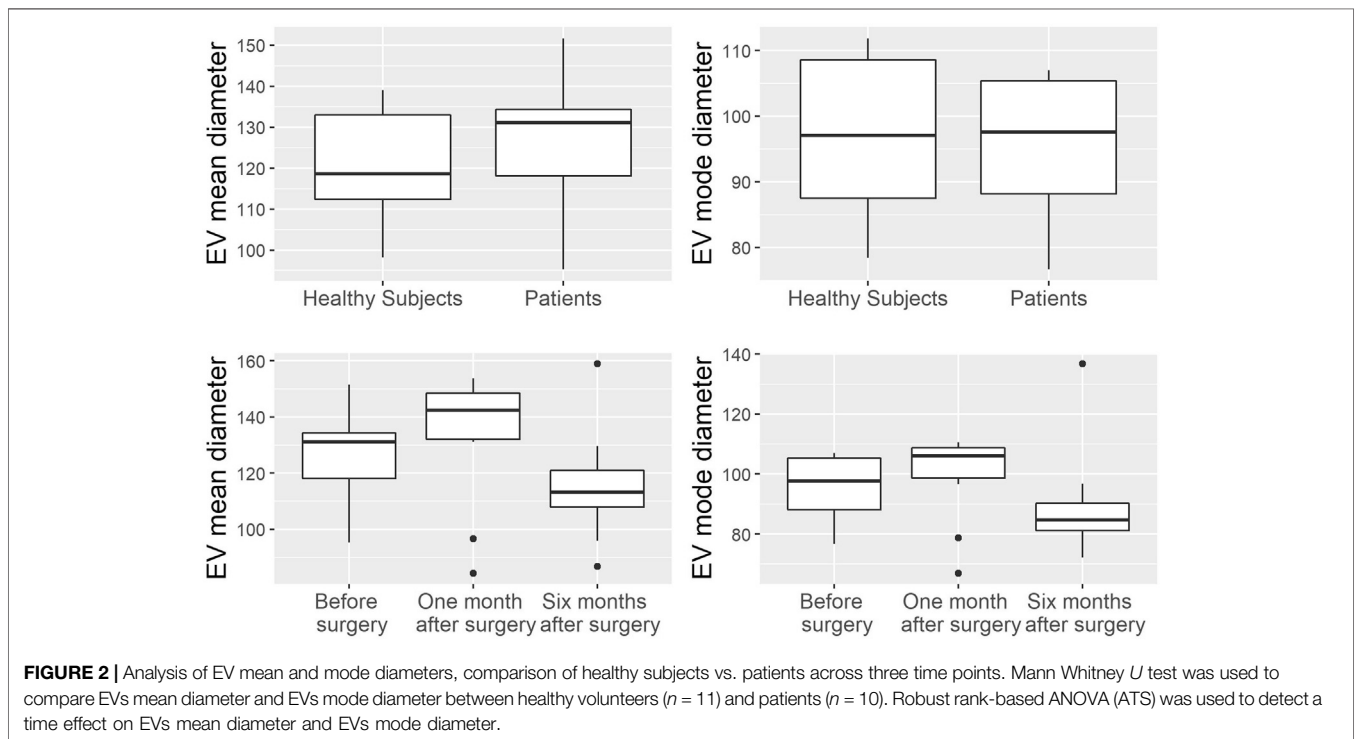 EV mean diameter
150
140
130
120
110
100
Healthy Subjects
Patients
EV mode diameter
110
100
90
80
Healthy Subjects
Patients
EV mean diameter
160
140
120
100
Before
surgery
One month
after surgery
Six months
after surgery
EV mode diameter
140
120
100
80
Before
surgery
One month
after surgery
Six months
after surgery
FIGURE 2 | Analysis of EV mean and mode diameters, comparison of healthy subjects vs. patients across three time points. Mann Whitney U test was used to
compare EVs mean diameter and EVs mode diameter between healthy volunteers (n = 11) and patients (n = 10). Robust rank-based ANOVA (ATS) was used to detect a
time effect on EVs mean diameter and EVs mode diameter.